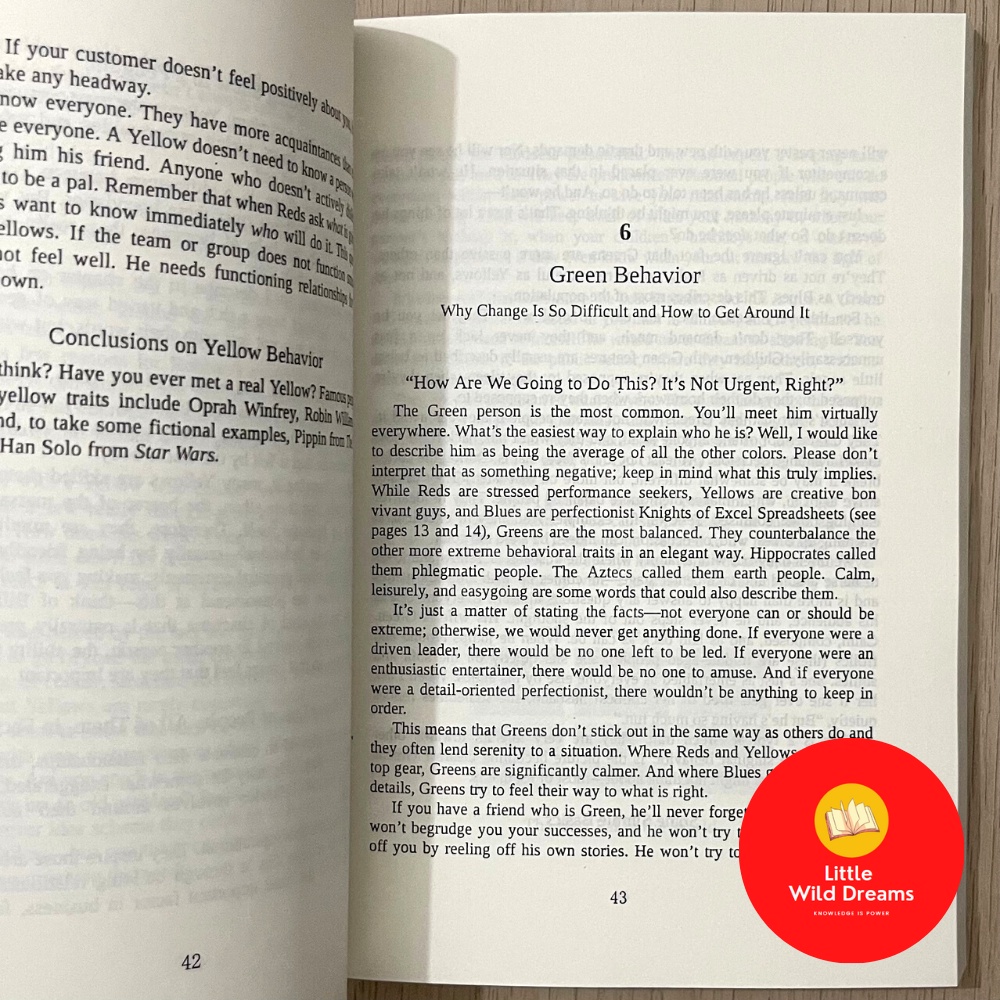 If your customer doesn't feel positively about you,
ake any headway.
now everyone. They have more acquaintances than
e everyone. A Yellow doesn't need to know a person
g him his friend. Anyone who doesn't actively
to be a pal. Remember that when Reds ask what is
s want to know immediately who will do it. This
ellows. If the team or group does not function
not feel well. He needs functioning relationships
own.
Conclusions on Yellow Behavior
think? Have you ever met a real Yellow? Famous
yellow traits include Oprah Winfrey, Robin
nd, to take some fictional examples, Pippin from
Han Solo from Star Wars.
42
6
Green Behavior
Why Change Is So Difficult and How to Get Around It
“How Are We Going to Do This? It's Not Urgent, Right?”
The Green person is the most common. You'll meet him virtually
everywhere. What's the easiest way to explain who he is? Well, I would like
to describe him as being the average of all the other colors. Please don't
interpret that as something negative; keep in mind what this truly implies.
While Reds are stressed performance seekers, Yellows are creative bon
vivant guys, and Blues are perfectionist Knights of Excel Spreadsheets (see
pages 13 and 14), Greens are the most balanced. They counterbalance the
other more extreme behavioral traits in an elegant way. Hippocrates called
them phlegmatic people. The Aztecs called them earth people. Calm,
leisurely, and easygoing are some words that could also describe them.
It's just a matter of stating the facts—not everyone can or should be
extreme; otherwise, we would never get anything done. If everyone were a
driven leader, there would be no one left to be led. If everyone were an
enthusiastic entertainer, there would be no one to amuse. And if everyone
were a detail-oriented perfectionist, there wouldn't be anything to keep in
order.
This means that Greens don't stick out in the same way as others do and
they often lend serenity to a situation. Where Reds and Yellows
top gear, Greens are significantly calmer. And where Blues
details, Greens try to feel their way to what is right.
If you have a friend who is Green, he'll never forge
won't begrudge you your successes, and he won't try
off you by reeling off his own stories. He won't try to
43
Little
Wild Dreams
KNOWLEDGE IS POWER